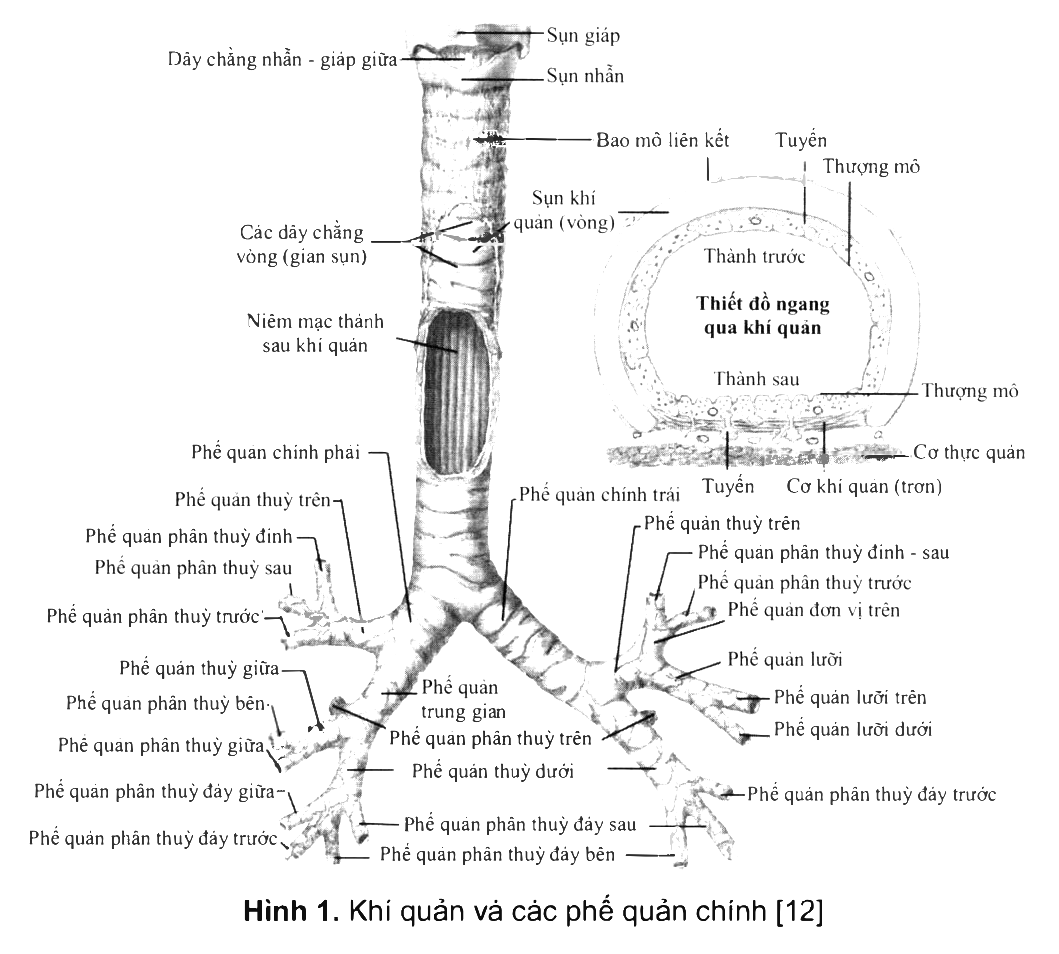 Sụn giáp
Dây chằng nhẫn - giáp giữa
Sụn nhẫn
Bao mô liên kết
Tuyến
Thượng mô
Sụn khí
quản (vòng)
Các dây chằng
vòng (gian sụn)
Thành trước
Thiết đồ ngang
qua khí quản
Niêm mạc thành
sau khí quản
Thành sau
Thượng mô
Cơ thực quản
Tuyến
Cơ khí quản (trơn)
Phế quản chính phải
Phế quản chính trái
Phế quản thuỳ trên
Phế quản thuỳ trên
Phế quản phân thuỳ đỉnh
Phế quản phân thuỳ đỉnh - sau
Phế quản phân thuỳ sau
Phế quản phân thuỳ trước
Phế quản phân thuỳ trước
Phế quản đơn vị trên
Phế quản thuỳ giữa
Phế quản lưỡi
Phế quản
trung gian
Phế quản phân thuỳ bên
Phế quản lưỡi trên
Phế quản lưỡi dưới
Phế quản phân thuỳ trên
Phế quản phân thuỳ giữa
Phế quản thuỳ dưới
Phế quản phân thuỳ đáy giữa
Phế quản phân thuỳ đáy trước
Phế quản phân thuỳ đáy sau
Phế quản phân thuỳ đáy trước
Phế quản phân thuỳ đáy bên
Hình 1. Khí quản và các phế quản chính [12]